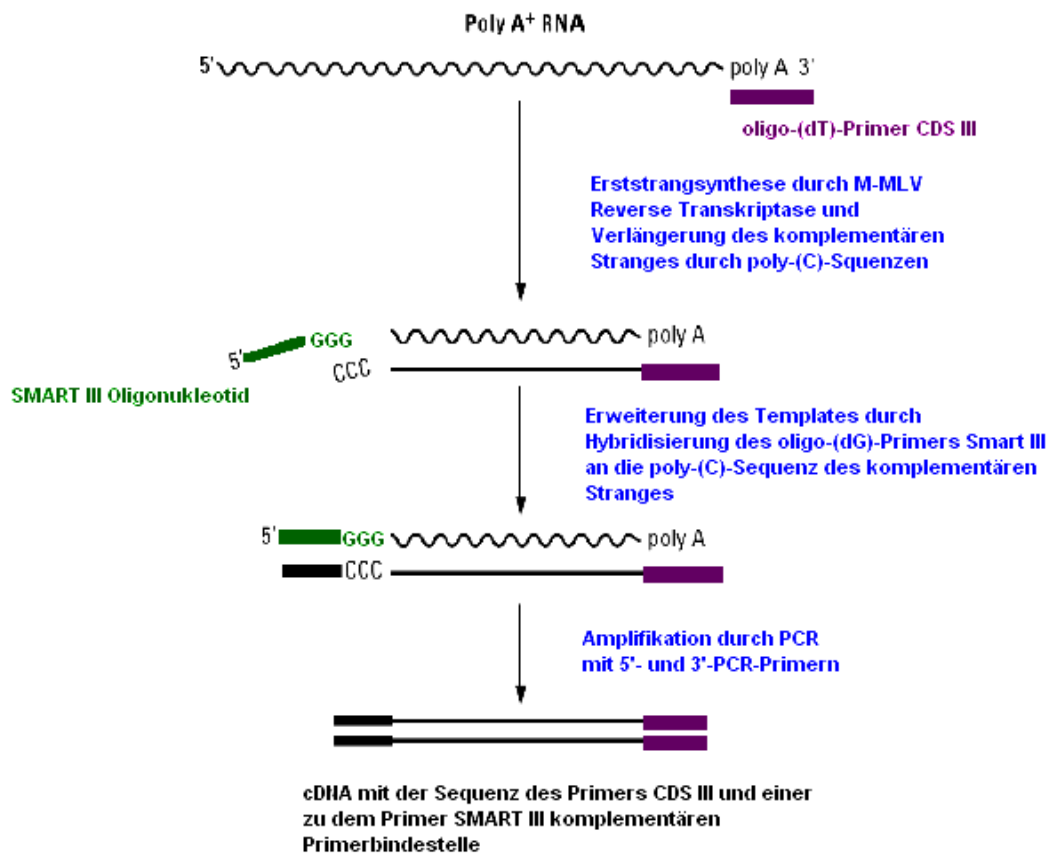 Poly A+ RNA
5' poly A 3'
oligo-(dT)-Primer CDS III
Erststrangsynthese durch M-MLV
Reverse Transkriptase und
Verlängerung des komplementären
Stranges durch poly-(C)-Squenzen
5' GGG poly A
CCC
SMART III Oligonukleotid
Erweiterung des Templates durch
Hybridisierung des oligo-(dG)-Primers Smart III
an die poly-(C)-Sequenz des komplementären
Stranges
5' GGG poly A
CCC
Amplifikation durch PCR
mit 5'- und 3'-PCR-Primern
cDNA mit der Sequenz des Primers CDS III und einer
zu dem Primer SMART III komplementären
Primerbindestelle